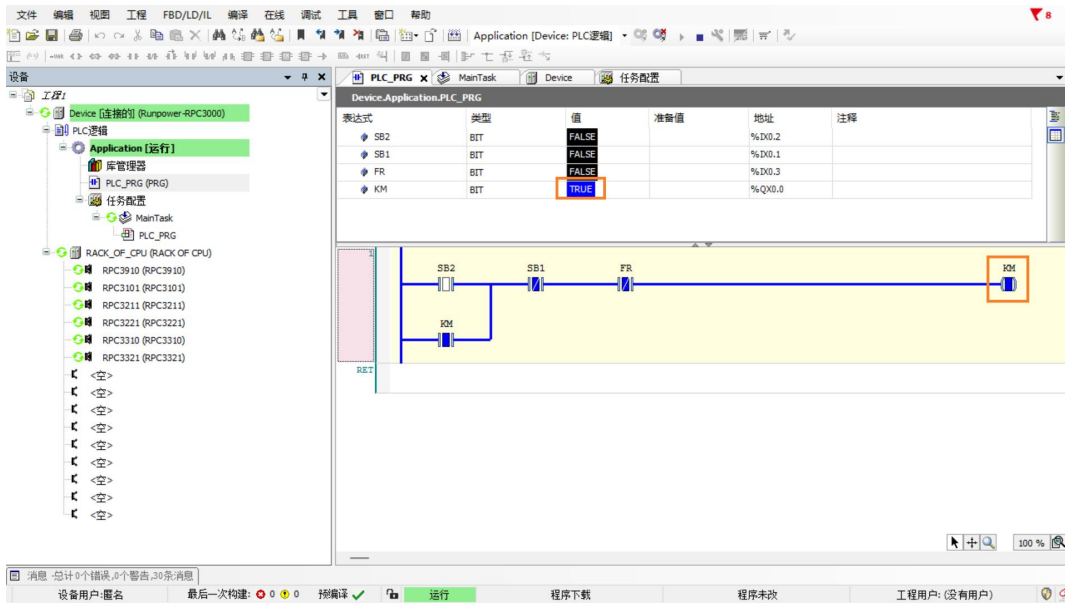 文件 编辑 视图 工程 FBD/LD/IL 编译 在线 调试 工具 窗口 帮助
8
Application [Device: PLC逻辑]
设备
PLC_PRG MainTask Device 任务配置
工程1
Device [连接的] (Runpower-RPC3000)
PLC逻辑
Application [运行]
库管理器
PLC_PRG (PRG)
任务配置
MainTask
PLC_PRG
RACK_OF_CPU (RACK OF CPU)
RPC3910 (RPC3910)
RPC3101 (RPC3101)
RPC3211 (RPC3211)
RPC3221 (RPC3221)
RPC3310 (RPC3310)
RPC3321 (RPC3321)
<空>
<空>
<空>
<空>
<空>
<空>
<空>
<空>
<空>
Device.Application.PLC_PRG
表达式 类型 值 准备值 地址 注释
SB2 BIT FALSE %IX0.2
SB1 BIT FALSE %IX0.1
FR BIT FALSE %IX0.3
KM BIT TRUE %QX0.0
1
SB2 SB1 FR KM
KM
RET
100 %
消息 -总计0个错误,0个警告,30条消息
设备用户:匿名 最后一次构建: 0 0 预编译 运行 程序下载 程序未改 工程用户: (没有用户)